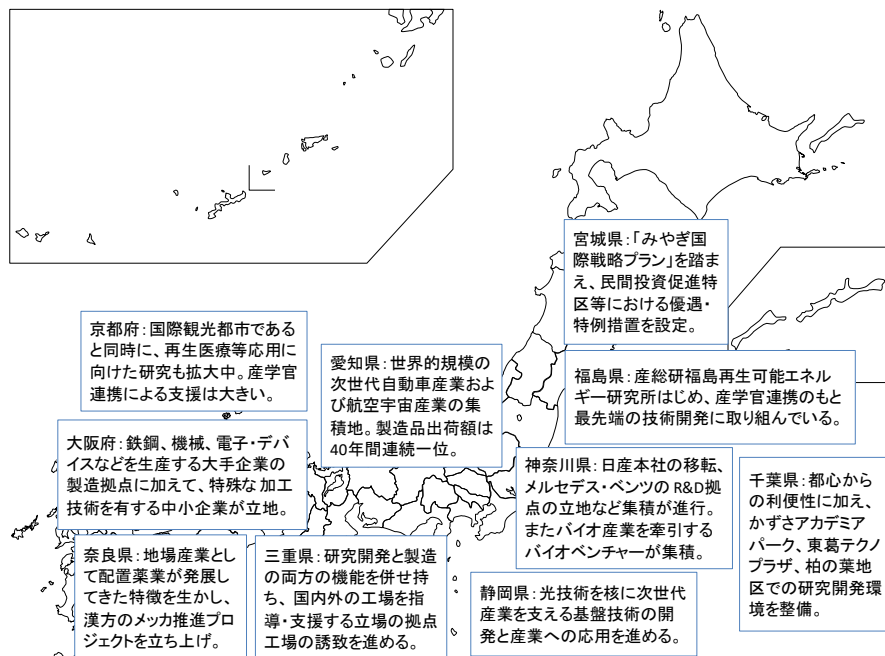 宮城県：「みやぎ国
際戦略プラン」を踏ま
え、民間投資促進特
区等における優遇・
特例措置を設定。
京都府：国際観光都市である
と同時に、再生医療等応用に
向けた研究も拡大中。産学官
連携による支援は大きい。
愛知県：世界的規模の
次世代自動車産業およ
び航空宇宙産業の集
積地。製造品出荷額は
40年間連続一位。
福島県：産総研福島再生可能エネル
ギー研究所はじめ、産学官連携のもと
最先端の技術開発に取り組んでいる。
大阪府：鉄鋼、機械、電子・デバ
イスなどを生産する大手企業の
製造拠点に加えて、特殊な加工
技術を有する中小企業が立地。
神奈川県：日産本社の移転、
メルセデス・ベンツのR&D拠
点の立地など集積が進行。
またバイオ産業を牽引する
バイオベンチャーが集積。
千葉県：都心から
の利便性に加え、
かずさアカデミア
パーク、東葛テクノ
プラザ、柏の葉地
区での研究開発環
境を整備。
奈良県：地場産業とし
て配置薬業が発展し
てきた特徴を生かし、
漢方のメッカ推進プロ
ジェクトを立ち上げ。
三重県：研究開発と製造
の両方の機能を併せ持
ち、国内外の工場を指
導・支援する立場の拠点
工場の誘致を進める。
静岡県：光技術を核に次世代
産業を支える基盤技術の開
発と産業への応用を進める。